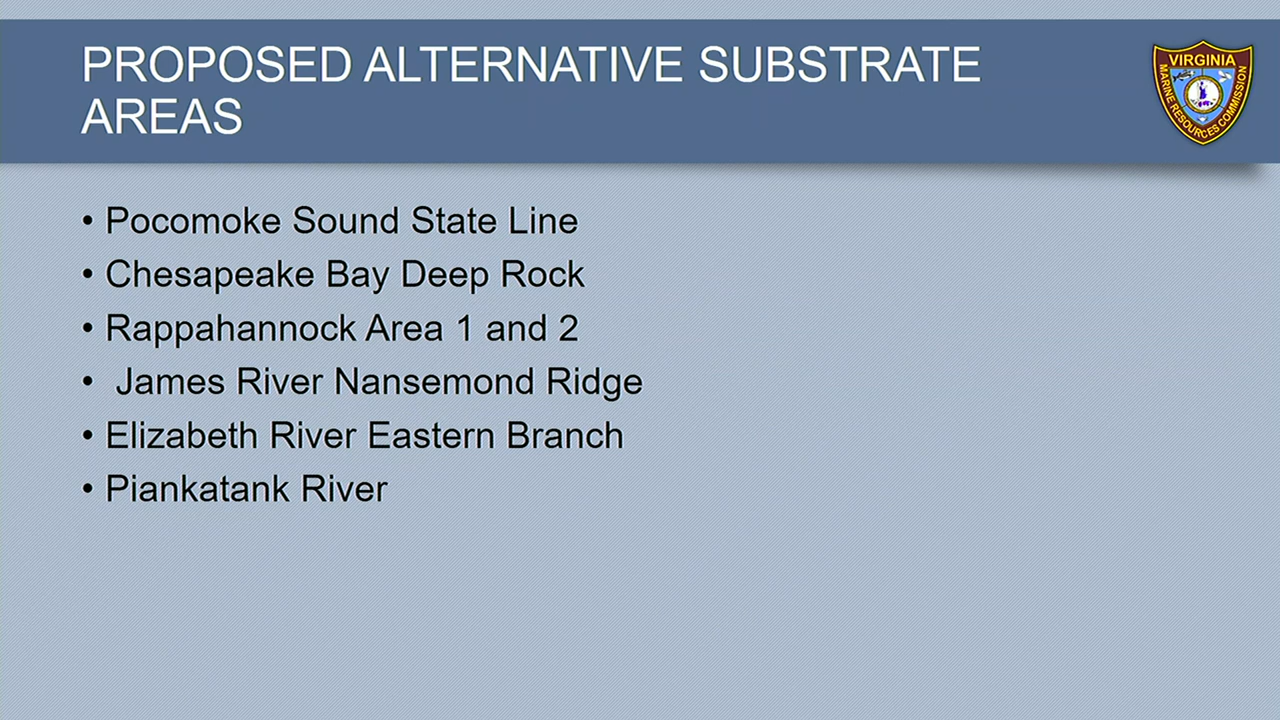 PROPOSED ALTERNATIVE SUBSTRATE
AREAS
VIRGINIA
MARINE RESOURCES COMMISSION
• Pocomoke Sound State Line
• Chesapeake Bay Deep Rock
• Rappahannock Area 1 and 2
• James River Nansemond Ridge
• Elizabeth River Eastern Branch
• Piankatank River